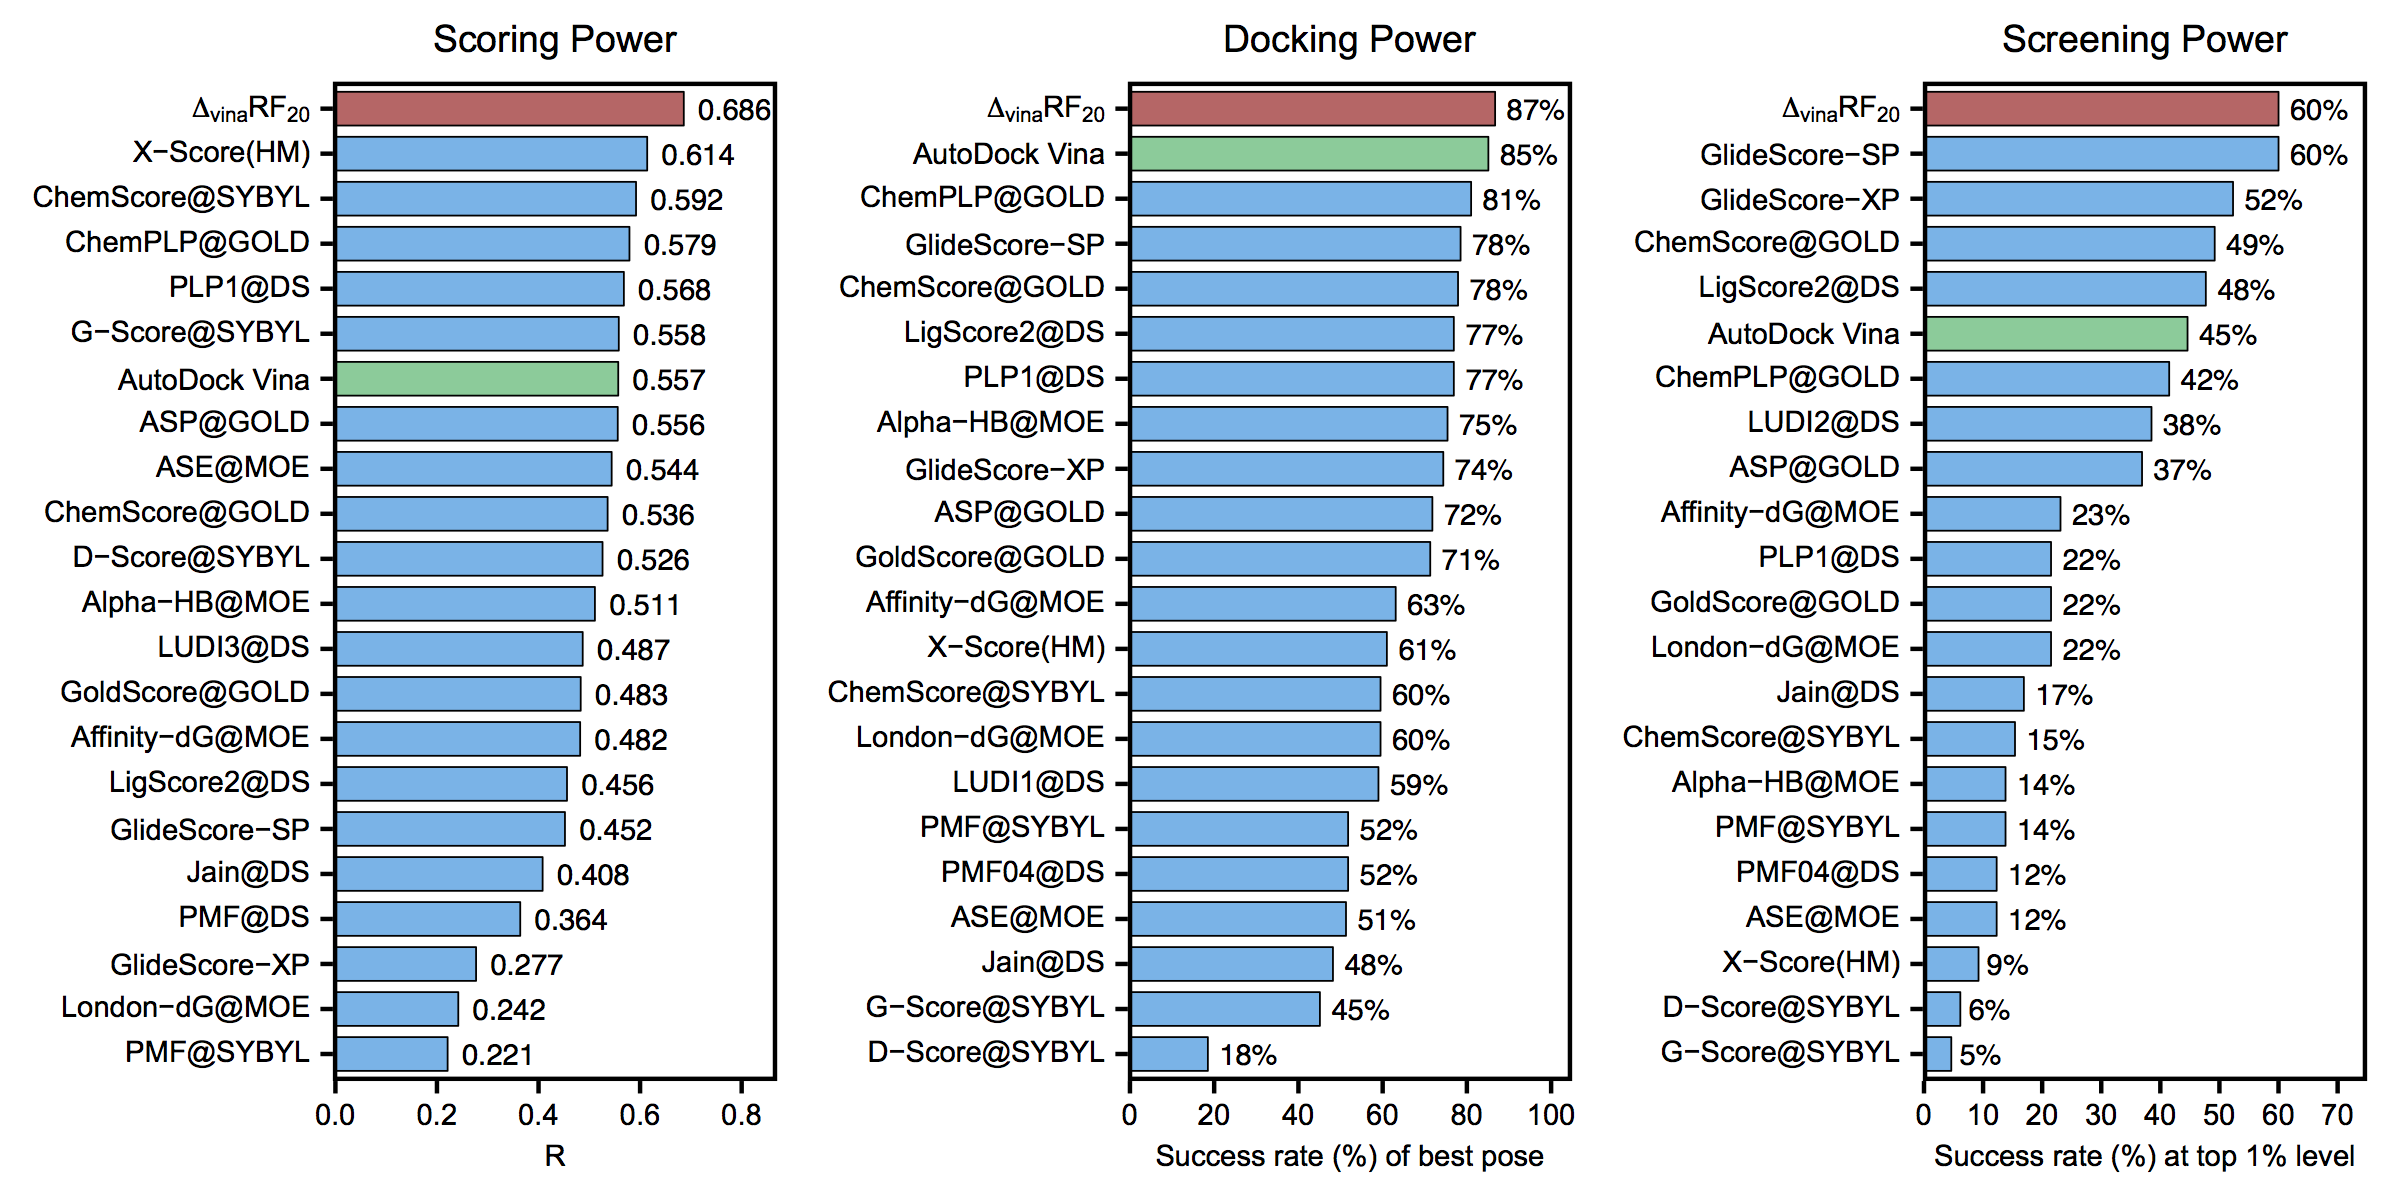 Scoring Power
ΔvinaRF20 0.686
X−Score(HM) 0.614
ChemScore@SYBYL 0.592
ChemPLP@GOLD 0.579
PLP1@DS 0.568
G−Score@SYBYL 0.558
AutoDock Vina 0.557
ASP@GOLD 0.556
ASE@MOE 0.544
ChemScore@GOLD 0.536
D−Score@SYBYL 0.526
Alpha−HB@MOE 0.511
LUDI3@DS 0.487
GoldScore@GOLD 0.483
Affinity−dG@MOE 0.482
LigScore2@DS 0.456
GlideScore−SP 0.452
Jain@DS 0.408
PMF@DS 0.364
GlideScore−XP 0.277
London−dG@MOE 0.242
PMF@SYBYL 0.221
0.0 0.2 0.4 0.6 0.8
R
Docking Power
ΔvinaRF20 87%
AutoDock Vina 85%
ChemPLP@GOLD 81%
GlideScore−SP 78%
ChemScore@GOLD 78%
LigScore2@DS 77%
PLP1@DS 77%
Alpha−HB@MOE 75%
GlideScore−XP 74%
ASP@GOLD 72%
GoldScore@GOLD 71%
Affinity−dG@MOE 63%
X−Score(HM) 61%
ChemScore@SYBYL 60%
London−dG@MOE 60%
LUDI1@DS 59%
PMF@SYBYL 52%
PMF04@DS 52%
ASE@MOE 51%
Jain@DS 48%
G−Score@SYBYL 45%
D−Score@SYBYL 18%
0 20 40 60 80 100
Success rate (%) of best pose
Screening Power
ΔvinaRF20 60%
GlideScore−SP 60%
GlideScore−XP 52%
ChemScore@GOLD 49%
LigScore2@DS 48%
AutoDock Vina 45%
ChemPLP@GOLD 42%
LUDI2@DS 38%
ASP@GOLD 37%
Affinity−dG@MOE 23%
PLP1@DS 22%
GoldScore@GOLD 22%
London−dG@MOE 22%
Jain@DS 17%
ChemScore@SYBYL 15%
Alpha−HB@MOE 14%
PMF@SYBYL 14%
PMF04@DS 12%
ASE@MOE 12%
X−Score(HM) 9%
D−Score@SYBYL 6%
G−Score@SYBYL 5%
0 10 20 30 40 50 60 70
Success rate (%) at top 1% level